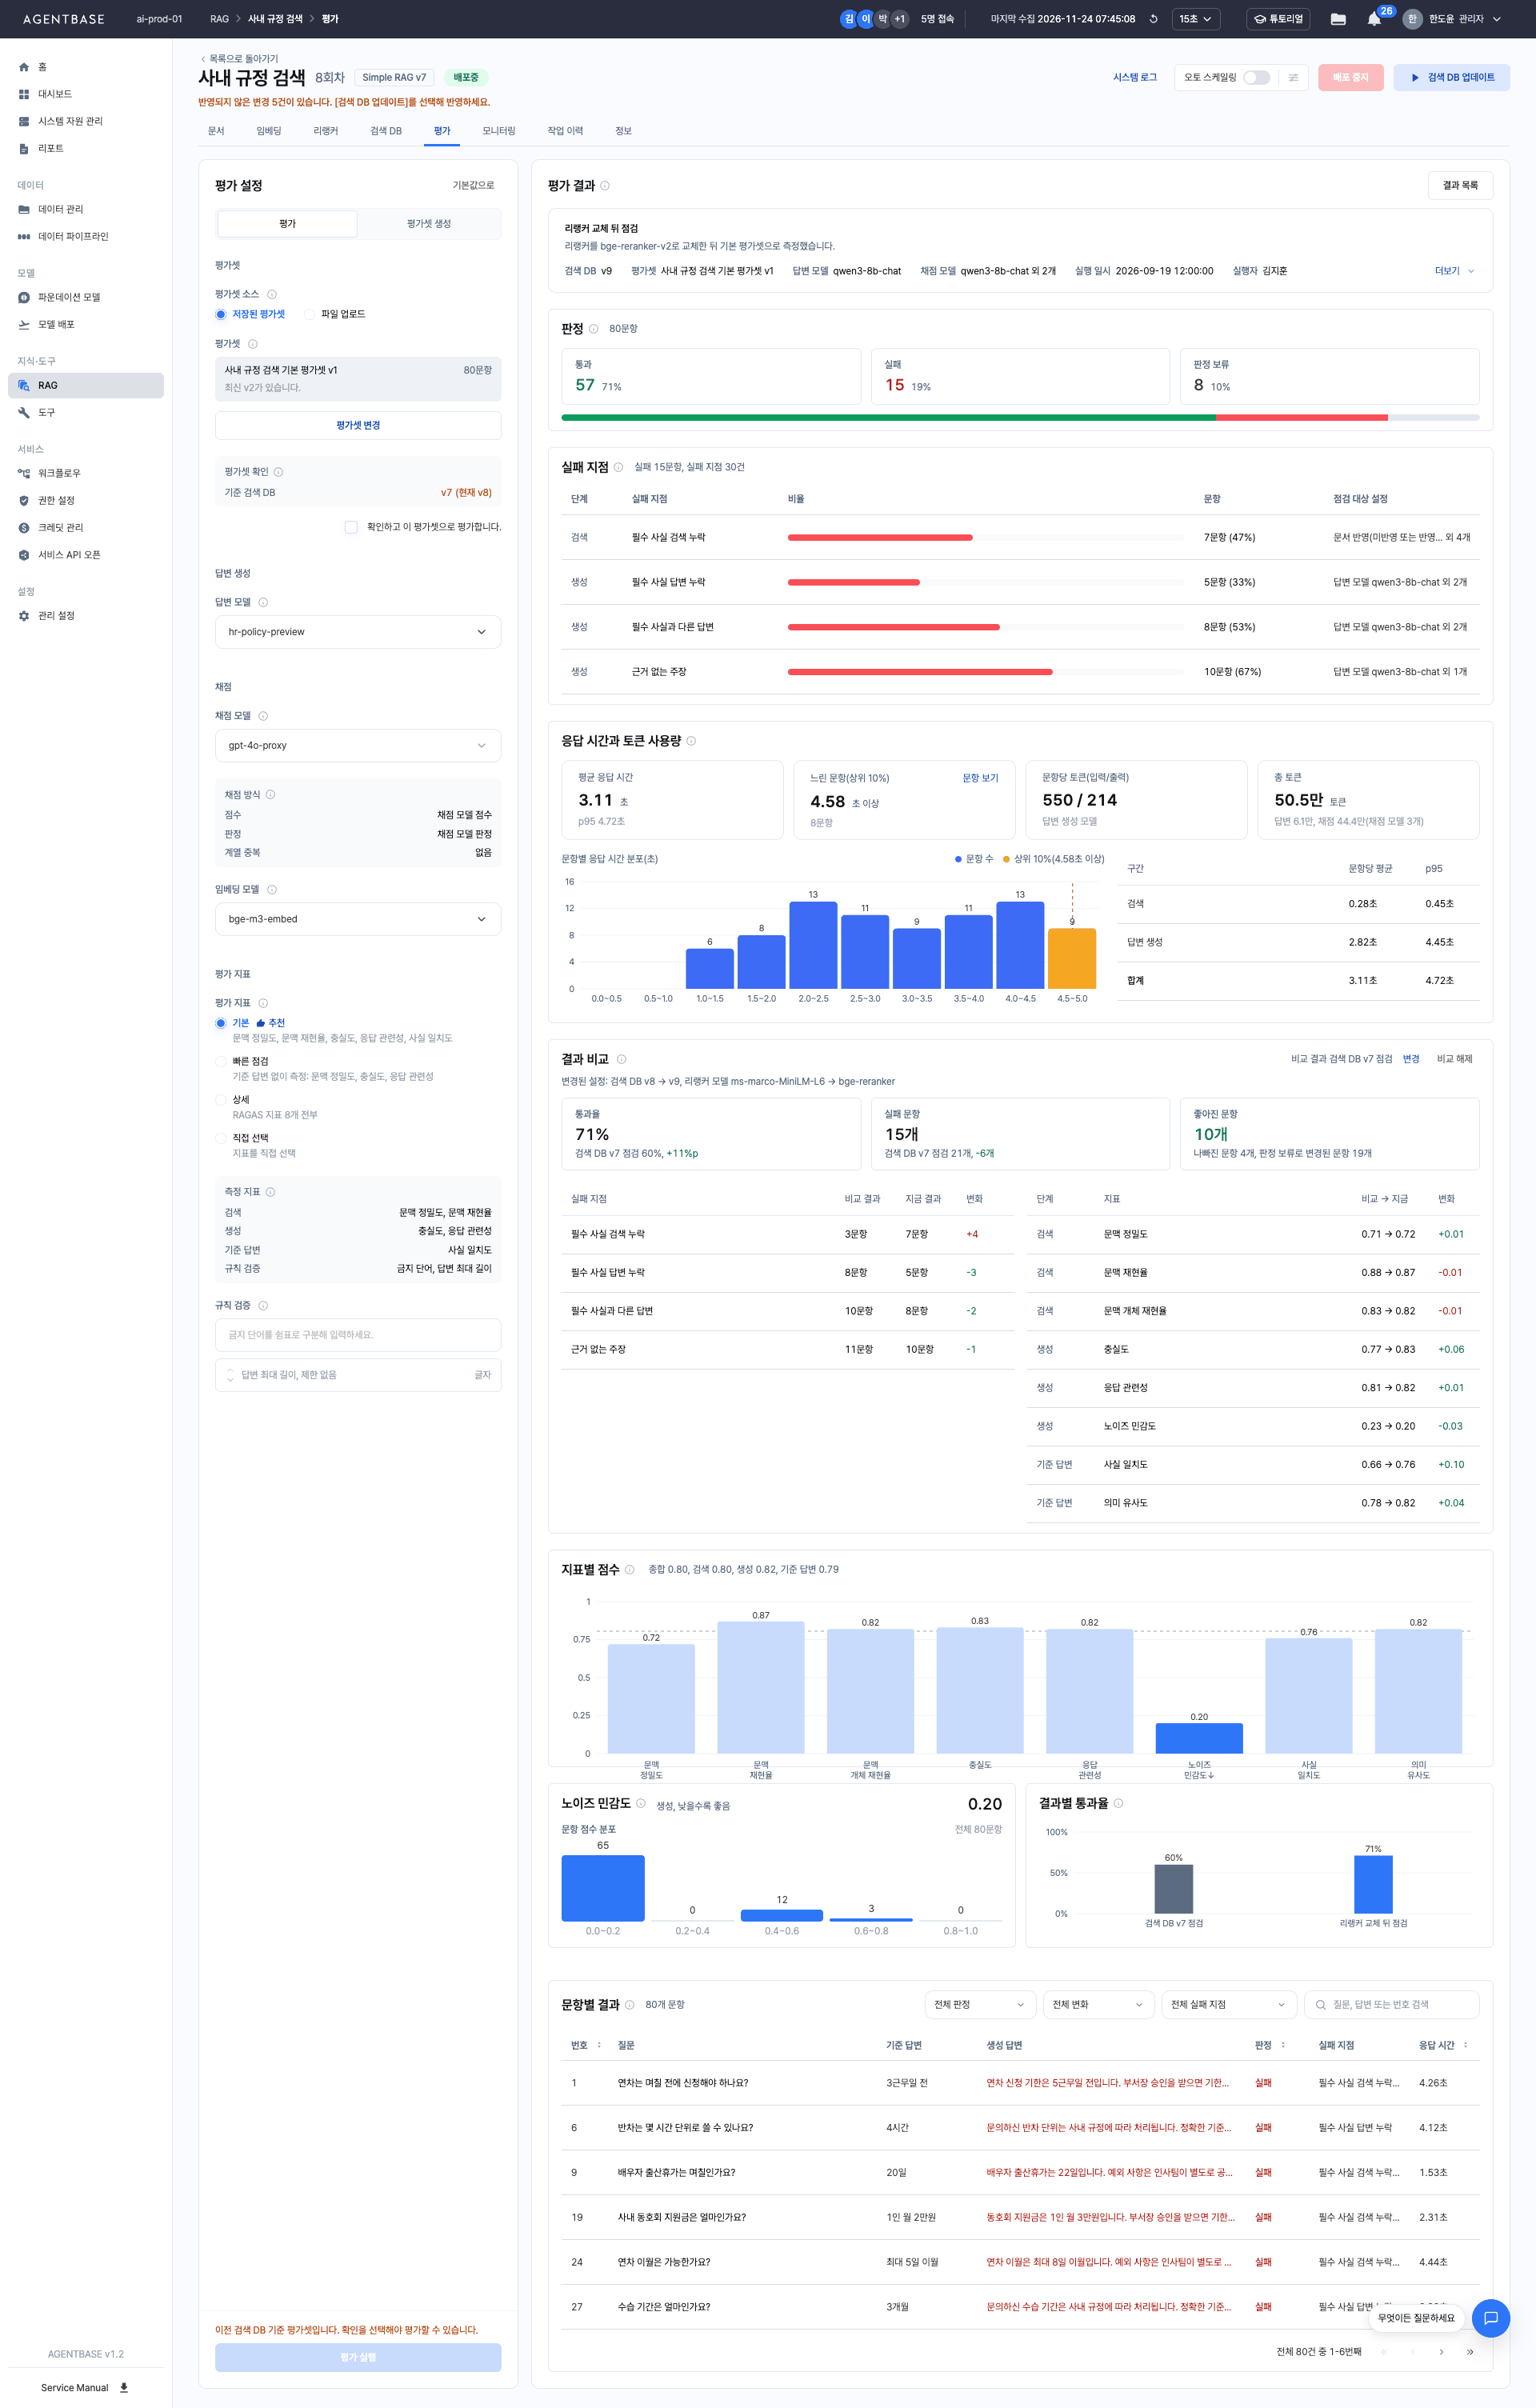 AGENTBASE
ai-prod-01
RAG > 사내 규정 검색 > 평가
김 이 박 +1 5명 접속
마지막 수집 2026-11-24 07:45:08
15초
튜토리얼
26
한 한도윤 관리자
홈
대시보드
시스템 자원 관리
리포트
데이터
데이터 관리
데이터 파이프라인
모델
파운데이션 모델
모델 배포
지식·도구
RAG
도구
서비스
워크플로우
권한 설정
크레딧 관리
서비스 API 오픈
설정
관리 설정
AGENTBASE v1.2
Service Manual
목록으로 돌아가기
사내 규정 검색 8회차 Simple RAG v7 배포중
시스템 로그
오토 스케일링
배포 중지
검색 DB 업데이트
반영되지 않은 변경 5건이 있습니다. [검색 DB 업데이트]를 선택해 반영하세요.
문서 임베딩 리랭커 검색 DB 평가 모니터링 작업 이력 정보
평가 설정 기본값으로
평가 평가셋 생성
평가셋
평가셋 소스
저장된 평가셋 파일 업로드
평가셋
사내 규정 검색 기본 평가셋 v1 80문항
최신 v2가 있습니다.
평가셋 변경
평가셋 확인
기준 검색 DB v7 (현재 v8)
확인하고 이 평가셋으로 평가합니다.
답변 생성
답변 모델
hr-policy-preview
채점
채점 모델
gpt-4o-proxy
채점 방식
점수 채점 모델 점수
판정 채점 모델 판정
계열 중복 없음
임베딩 모델
bge-m3-embed
평가 지표
평가 지표
기본 추천
문맥 정밀도, 문맥 재현율, 충실도, 응답 관련성, 사실 일치도
빠른 점검
기준 답변 없이 측정: 문맥 정밀도, 충실도, 응답 관련성
상세
RAGAS 지표 8개 전부
직접 선택
지표를 직접 선택
측정 지표
검색 문맥 정밀도, 문맥 재현율
생성 충실도, 응답 관련성
기준 답변 사실 일치도
규칙 검증 금지 단어, 답변 최대 길이
규칙 검증
금지 단어를 쉼표로 구분해 입력하세요.
답변 최대 길이, 제한 없음 글자
이전 검색 DB 기준 평가셋입니다. 확인을 선택해야 평가할 수 있습니다.
평가 실행
평가 결과 결과 목록
리랭커 교체 뒤 점검
리랭커를 bge-reranker-v2로 교체한 뒤 기본 평가셋으로 측정했습니다.
검색 DB v9 평가셋 사내 규정 검색 기본 평가셋 v1 답변 모델 qwen3-8b-chat 채점 모델 qwen3-8b-chat 외 2개 실행 일시 2026-09-19 12:00:00 실행자 김지훈 더보기
판정 80문항
통과 실패 판정 보류
57 71% 15 19% 8 10%
실패 지점 실패 15문항, 실패 지점 30건
단계 실패 지점 비율 문항 점검 대상 설정
검색 필수 사실 검색 누락 7문항 (47%) 문서 반영(미반영 또는 반영... 외 4개
생성 필수 사실 답변 누락 5문항 (33%) 답변 모델 qwen3-8b-chat 외 2개
생성 필수 사실과 다른 답변 8문항 (53%) 답변 모델 qwen3-8b-chat 외 2개
생성 근거 없는 주장 10문항 (67%) 답변 모델 qwen3-8b-chat 외 1개
응답 시간과 토큰 사용량
평균 응답 시간
3.11 초
p95 4.72초
느린 문항(상위 10%) 문항 보기
4.58 초 이상
8문항
문항당 토큰(입력/출력)
550 / 214
답변 생성 모델
총 토큰
50.5만 토큰
답변 6.1만, 채점 44.4만(채점 모델 3개)
문항별 응답 시간 분포(초) 문항 수 상위 10%(4.58초 이상)
16
12
8
4
0
6 8 13 11 9 11 13 9
0.0~0.5 0.5~1.0 1.0~1.5 1.5~2.0 2.0~2.5 2.5~3.0 3.0~3.5 3.5~4.0 4.0~4.5 4.5~5.0
구간 문항당 평균 p95
검색 0.28초 0.45초
답변 생성 2.82초 4.45초
합계 3.11초 4.72초
결과 비교 비교 결과 검색 DB v7 점검 변경 비교 해제
변경된 설정: 검색 DB v8 → v9, 리랭커 모델 ms-marco-MiniLM-L6 → bge-reranker
통과율
71%
검색 DB v7 점검 60%, +11%p
실패 문항
15개
검색 DB v7 점검 21개, -6개
좋아진 문항
10개
나빠진 문항 4개, 판정 보류로 변경된 문항 19개
실패 지점 비교 결과 지금 결과 변화
필수 사실 검색 누락 3문항 7문항 +4
필수 사실 답변 누락 8문항 5문항 -3
필수 사실과 다른 답변 10문항 8문항 -2
근거 없는 주장 11문항 10문항 -1
단계 지표 비교 → 지금 변화
검색 문맥 정밀도 0.71 → 0.72 +0.01
검색 문맥 재현율 0.88 → 0.87 -0.01
검색 문맥 개체 재현율 0.83 → 0.82 -0.01
생성 충실도 0.77 → 0.83 +0.06
생성 응답 관련성 0.81 → 0.82 +0.01
생성 노이즈 민감도 0.23 → 0.20 -0.03
기준 답변 사실 일치도 0.66 → 0.76 +0.10
기준 답변 의미 유사도 0.78 → 0.82 +0.04
지표별 점수 종합 0.80, 검색 0.80, 생성 0.82, 기준 답변 0.79
1
0.75
0.5
0.25
0
0.72 0.87 0.82 0.83 0.82 0.20 0.76 0.82
문맥 문맥 문맥 충실도 응답 노이즈 사실 의미
정밀도 재현율 개체 재현율 관련성 민감도↓ 일치도 유사도
노이즈 민감도 생성, 낮을수록 좋음 0.20
문항 점수 분포 전체 80문항
65 0 12 3 0
0.0~0.2 0.2~0.4 0.4~0.6 0.6~0.8 0.8~1.0
결과별 통과율
100%
50%
0%
60% 71%
검색 DB v7 점검 리랭커 교체 뒤 점검
문항별 결과 80개 문항 전체 판정 전체 변화 전체 실패 지점 질문, 답변 또는 번호 검색
번호 질문 기준 답변 생성 답변 판정 실패 지점 응답 시간
1 연차는 며칠 전에 신청해야 하나요? 3근무일 전 연차 신청 기한은 5근무일 전입니다. 부서장 승인을 받으면 기한... 실패 필수 사실 검색 누락... 4.26초
6 반차는 몇 시간 단위로 쓸 수 있나요? 4시간 문의하신 반차 단위는 사내 규정에 따라 처리됩니다. 정확한 기준... 실패 필수 사실 답변 누락 4.12초
9 배우자 출산휴가는 며칠인가요? 20일 배우자 출산휴가는 22일입니다. 예외 사항은 인사팀이 별도로 공... 실패 필수 사실 검색 누락... 1.53초
19 사내 동호회 지원금은 얼마인가요? 1인 월 2만원 동호회 지원금은 1인 월 3만원입니다. 부서장 승인을 받으면 기한... 실패 필수 사실 검색 누락... 2.31초
24 연차 이월은 가능한가요? 최대 5일 이월 연차 이월은 최대 8일 이월입니다. 예외 사항은 인사팀이 별도로 ... 실패 필수 사실 검색 누락... 4.44초
27 수습 기간은 얼마인가요? 3개월 문의하신 수습 기간은 사내 규정에 따라 처리됩니다. 정확한 기준... 실패 필수 사실 답변
무엇이든 질문하세요
전체 80건 중 1-6번째